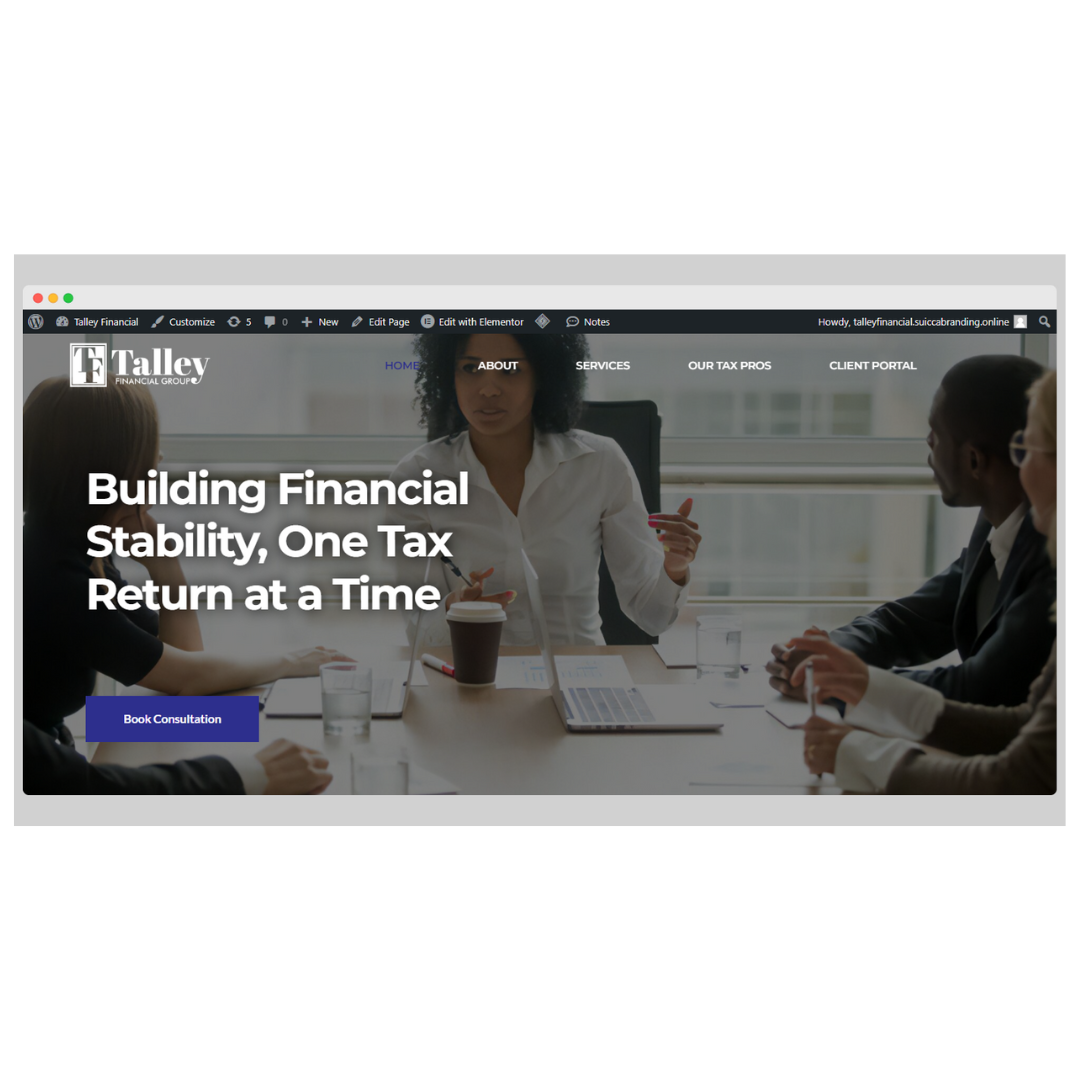 Talley Financial Customize 5 0 New Edit Page Edit with Elementor Notes Howdy, talleyfinancial.suiccabranding.online
TF Talley
FINANCIAL GROUP
HOME ABOUT SERVICES OUR TAX PROS CLIENT PORTAL
Building Financial
Stability, One Tax
Return at a Time
Book Consultation